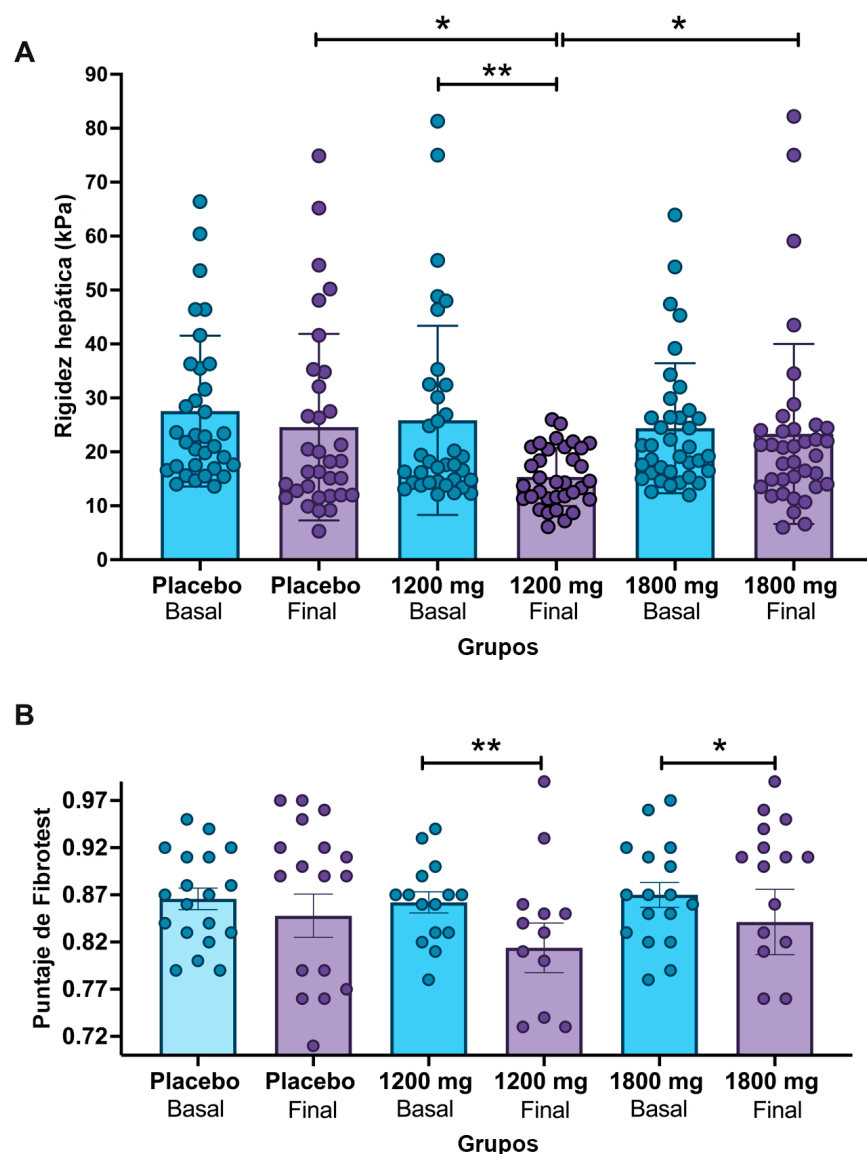 * *
A
**
90
80
70
60
50
40
30
20
10
0
Rigidez hepática (kPa)
Placebo Placebo 1200 mg 1200 mg 1800 mg 1800 mg
Basal Final Basal Final Basal Final
Grupos
B
** *
0.97
0.92
0.87
0.82
0.77
0.72
Puntaje de Fibrotest
Placebo Placebo 1200 mg 1200 mg 1800 mg 1800 mg
Basal Final Basal Final Basal Final
Grupos